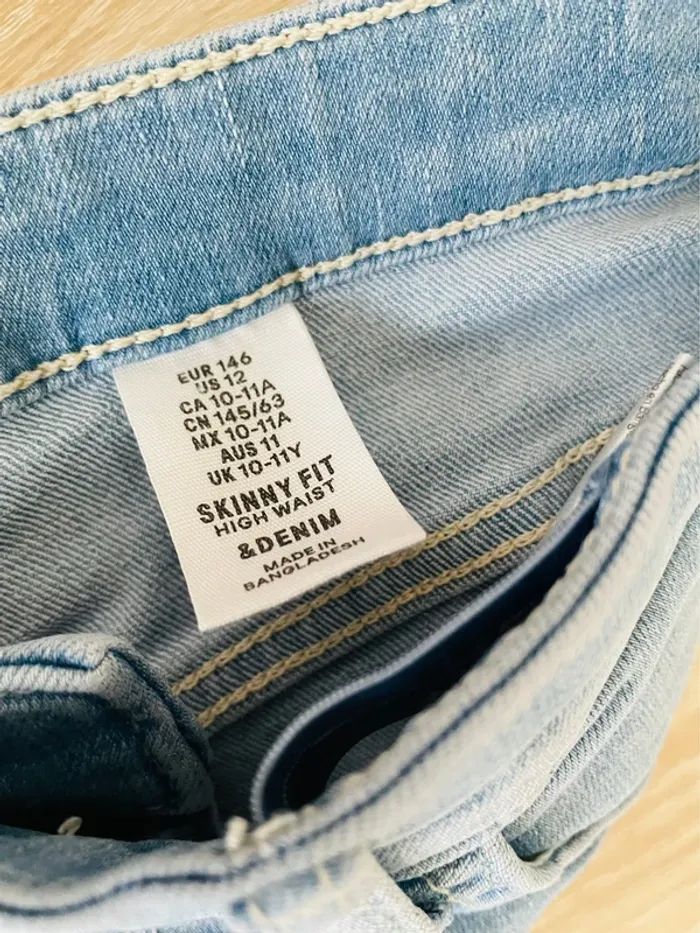 EUR 146
US 12
CA 10-11A
CN 145/63
MX 10-11A
AUS 11
UK 10-11Y
SKINNY FIT
HIGH WAIST
&DENIM
MADE IN
BANGLADESH